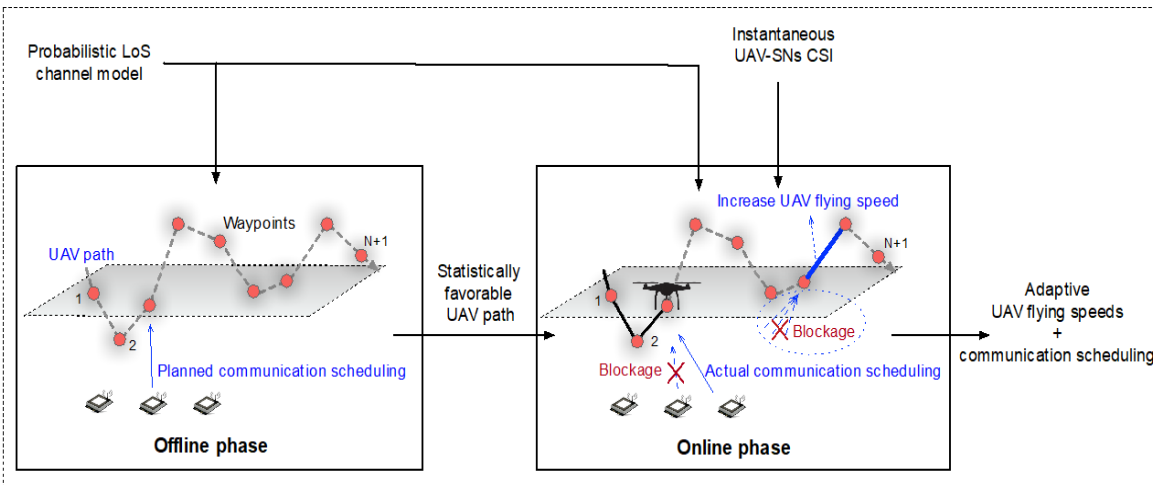 Probabilistic LoS
channel model
Instantaneous
UAV-SNs CSI
UAV path
Waypoints
N+1
1
2
Planned communication scheduling
Offline phase
Statistically
favorable
UAV path
Increase UAV flying speed
N+1
1
2
Blockage
Blockage
Actual communication scheduling
Online phase
Adaptive
UAV flying speeds
+
communication scheduling